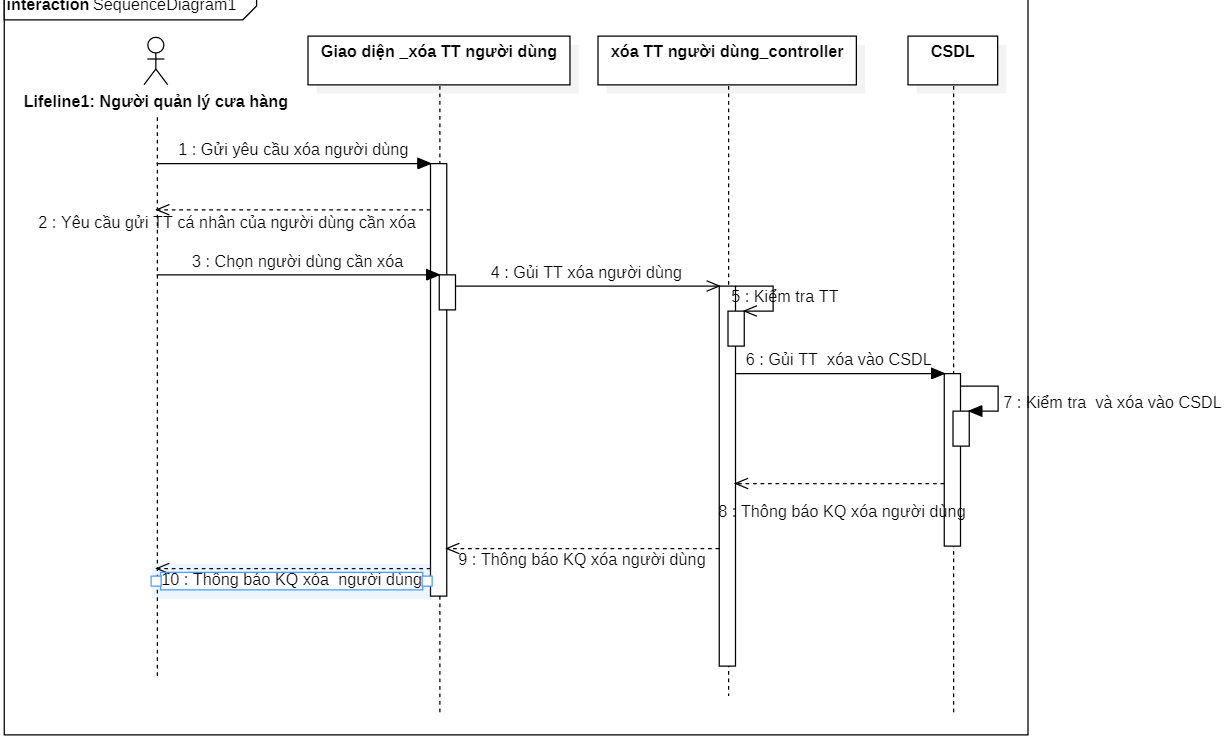 interaction SequenceDiagram1
Giao diện _xóa TT người dùng
xóa TT người dùng_controller
CSDL
Lifeline1: Người quản lý cưa hàng
1 : Gửi yêu cầu xóa người dùng
2 : Yêu cầu gửi TT cá nhân của người dùng cần xóa
3 : Chọn người dùng cần xóa
4 : Gủi TT xóa người dùng
5 : Kiểm tra TT
6 : Gủi TT  xóa vào CSDL
7 : Kiểm tra  và xóa vào CSDL
8 : Thông báo KQ xóa người dùng
9 : Thông báo KQ xóa người dùng
10 : Thông báo KQ xóa  người dùng